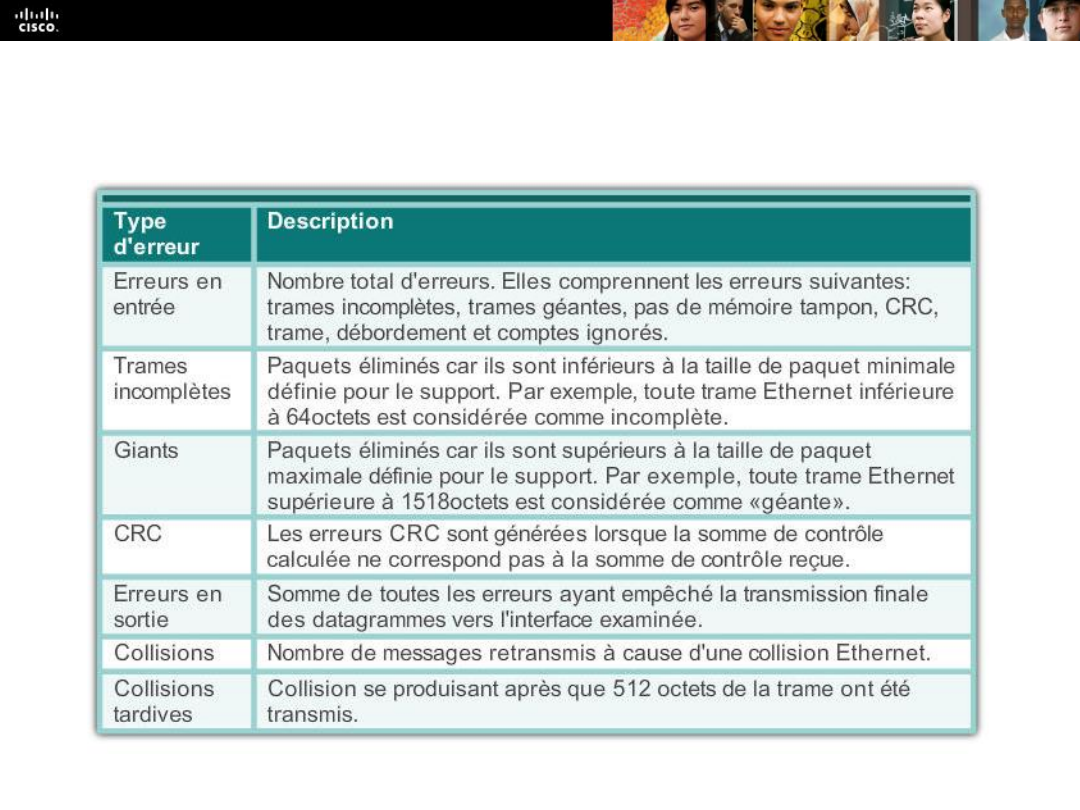 cisco.
Type
d'erreur
Description
Erreurs en
entrée
Nombre total d'erreurs. Elles comprennent les erreurs suivantes:
trames incomplètes, trames géantes, pas de mémoire tampon, CRC,
trame, débordement et comptes ignorés.
Trames
incomplètes
Paquets éliminés car ils sont inférieurs à la taille de paquet minimale
définie pour le support. Par exemple, toute trame Ethernet inférieure
à 64octets est considérée comme incomplète.
Giants
Paquets éliminés car ils sont supérieurs à la taille de paquet
maximale définie pour le support. Par exemple, toute trame Ethernet
supérieure à 1518octets est considérée comme «géante».
CRC
Les erreurs CRC sont générées lorsque la somme de contrôle
calculée ne correspond pas à la somme de contrôle reçue.
Erreurs en
sortie
Somme de toutes les erreurs ayant empêché la transmission finale
des datagrammes vers l'interface examinée.
Collisions
Nombre de messages retransmis à cause d'une collision Ethernet.
Collisions
tardives
Collision se produisant après que 512 octets de la trame ont été
transmis.